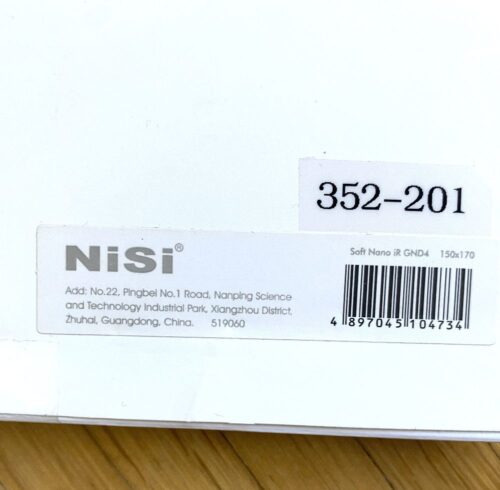 352-201
NiSi®
Soft Nano iR GND4 150x170
Add: No.22, Pingbei No.1 Road, Nanping Science
and Technology Industrial Park, Xiangzhou District,
Zhuhai, Guangdong, China. 519060
4 897045 104734